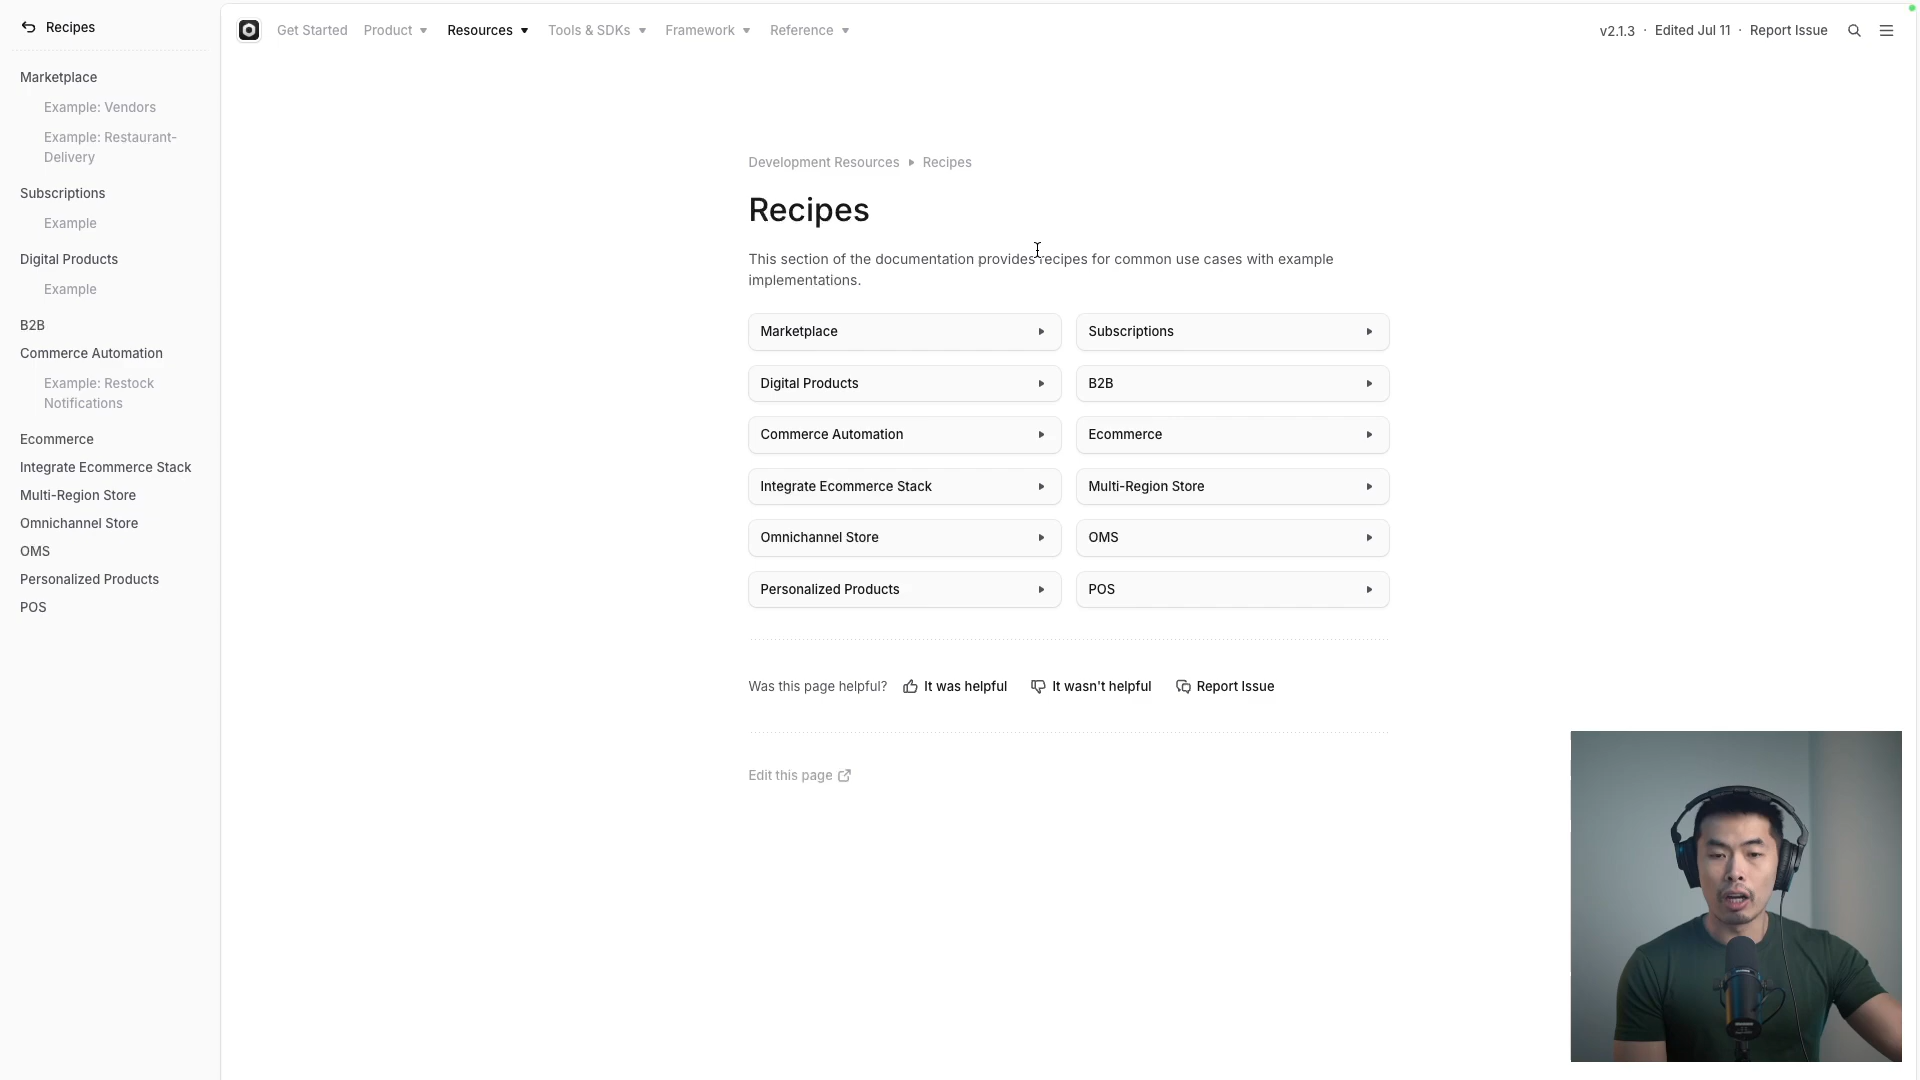 Recipes
Marketplace
Example: Vendors
Example: Restaurant-
Delivery
Subscriptions
Example
Digital Products
Example
B2B
Commerce Automation
Example: Restock
Notifications
Ecommerce
Integrate Ecommerce Stack
Multi-Region Store
Omnichannel Store
OMS
Personalized Products
POS
Get Started Product Resources Tools & SDKs Framework Reference
v2.1.3 · Edited Jul 11 · Report Issue
Development Resources Recipes
Recipes
This section of the documentation provides recipes for common use cases with example
implementations.
Marketplace Subscriptions
Digital Products B2B
Commerce Automation Ecommerce
Integrate Ecommerce Stack Multi-Region Store
Omnichannel Store OMS
Personalized Products POS
Was this page helpful? It was helpful It wasn't helpful Report Issue
Edit this page